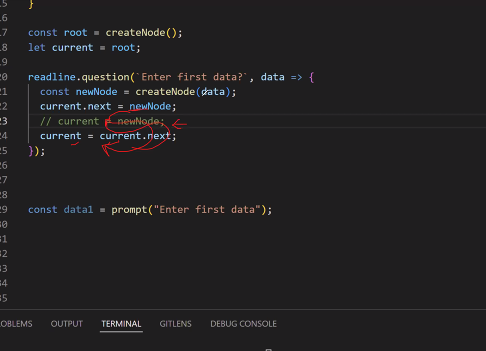 15
}
16
17
const root = createNode();
18
let current = root;
19
20
readline.question(`Enter first data?`, data => {
21
const newNode = createNode(data);
22
current.next = newNode;
23
// current = newNode;
24
current = current.next;
25
});
26
27
28
29
const data1 = prompt("Enter first data");
30
31
32
33
34
35
ROBLEMS OUTPUT TERMINAL GITLENS DEBUG CONSOLE